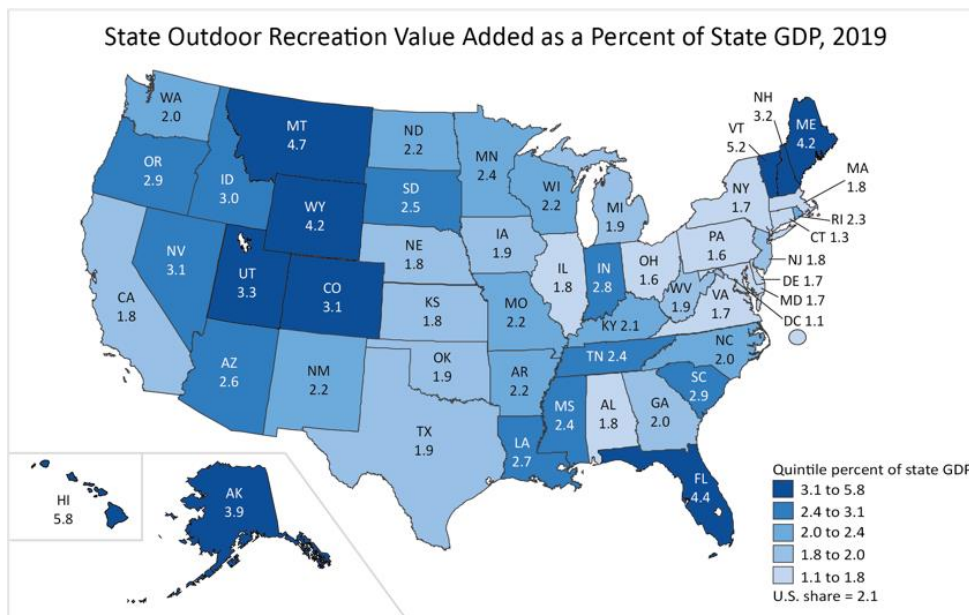 State Outdoor Recreation Value Added as a Percent of State GDP, 2019
WA
2.0
OR
2.9
CA
1.8
NV
3.1
ID
3.0
MT
4.7
WY
4.2
UT
3.3
CO
3.1
AZ
2.6
NM
2.2
ND
2.2
SD
2.5
NE
1.8
KS
1.8
OK
1.9
TX
1.9
MN
2.4
IA
1.9
MO
2.2
AR
2.2
LA
2.7
WI
2.2
IL
1.8
MI
1.9
IN
2.8
OH
1.6
KY 2.1
TN 2.4
MS
2.4
AL
1.8
GA
2.0
FL
4.4
SC
2.9
NC
2.0
VA
1.7
WV
1.9
PA
1.6
NY
1.7
VT
5.2
NH
3.2
ME
4.2
MA
1.8
RI 2.3
CT 1.3
NJ 1.8
DE 1.7
MD 1.7
DC 1.1
HI
5.8
AK
3.9
Quintile percent of state GDP
3.1 to 5.8
2.4 to 3.1
2.0 to 2.4
1.8 to 2.0
1.1 to 1.8
U.S. share = 2.1